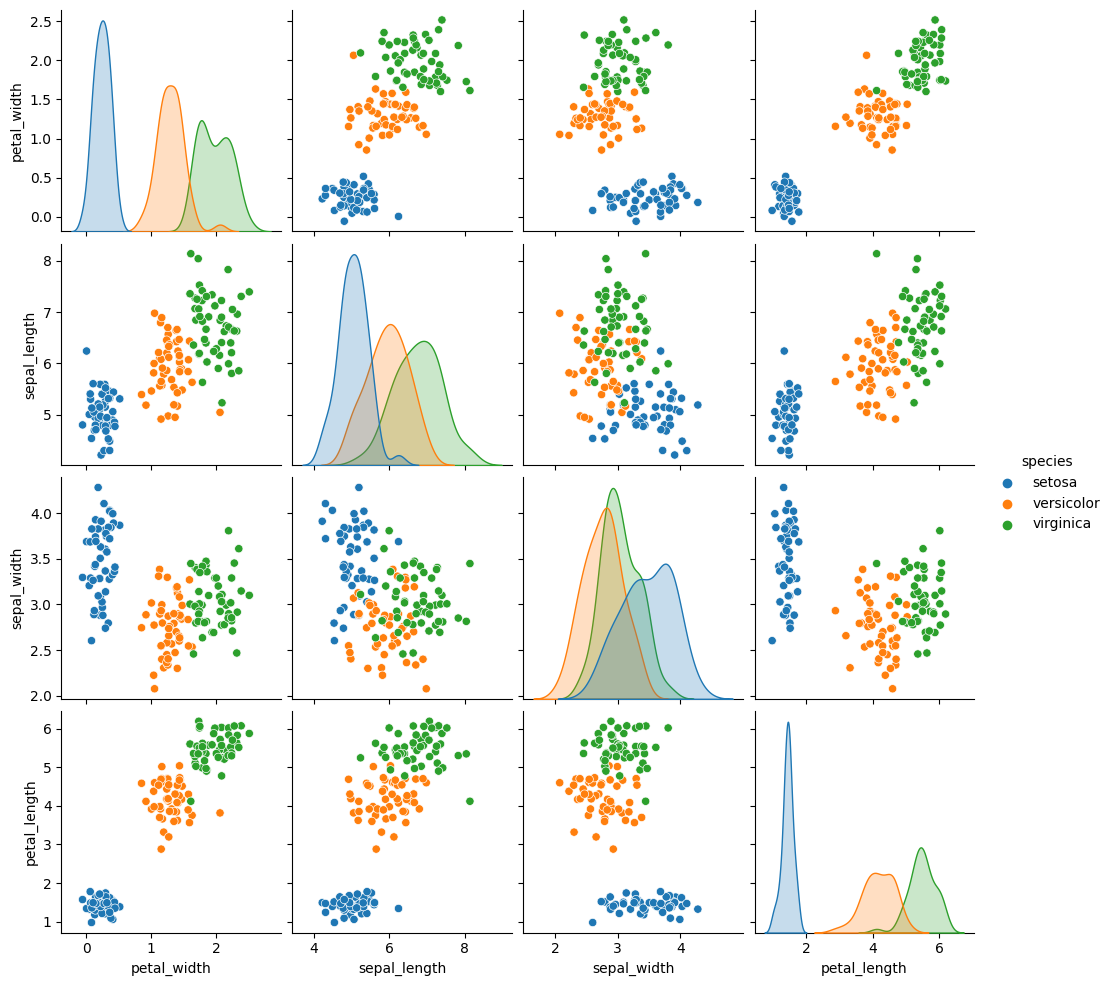 petal_width
2.5
2.0
1.5
1.0
0.5
0.0
sepal_length
8
7
6
5
species
setosa
versicolor
virginica
sepal_width
4.0
3.5
3.0
2.5
2.0
petal_length
6
5
4
3
2
1
0 1 2
4 6 8
2 3 4
2 4 6
petal_width
sepal_length
sepal_width
petal_length